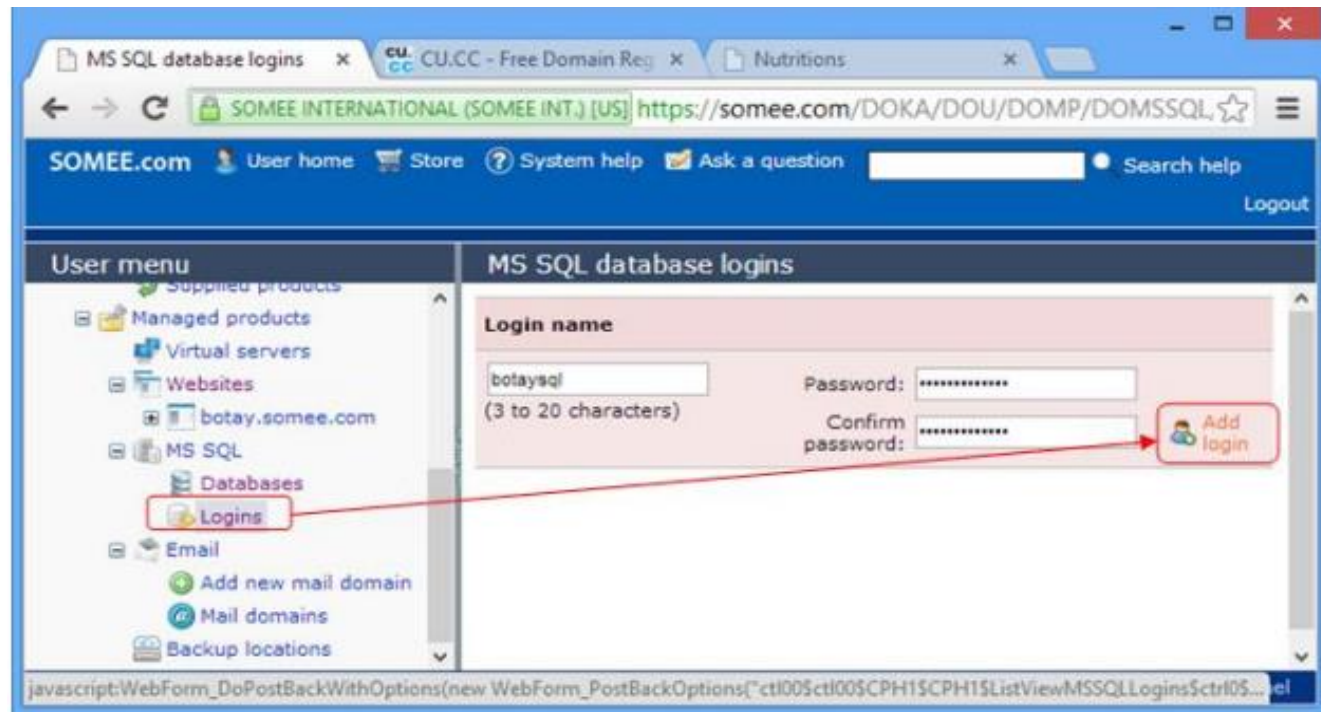 MS SQL database logins
CU.CC - Free Domain Reg
Nutritions
SOMEE INTERNATIONAL (SOMEE INT.) [US] https://somee.com/DOKA/DOU/DOMP/DOMSSQL,
SOMEE.com User home Store System help Ask a question Search help
Logout
User menu
Supplied products
Managed products
Virtual servers
Websites
botay.somee.com
MS SQL
Databases
Logins
Email
Add new mail domain
Mail domains
Backup locations
MS SQL database logins
Login name
botaysql
(3 to 20 characters)
Password: •••••••••••••
Confirm
password: •••••••••••••
Add
login
javascript:WebForm_DoPostBackWithOptions(new WebForm_PostBackOptions("ctl00$ctl00$CPH1$CPH1$ListViewMSSQLLogins$ctrl0$...